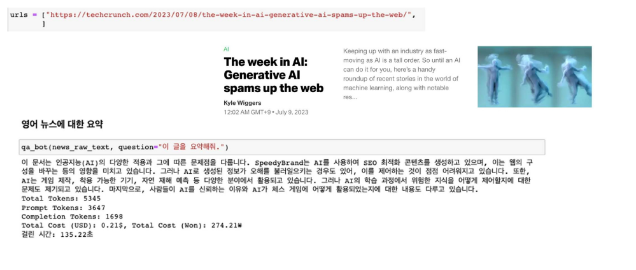 urls = ["https://techcrunch.com/2023/07/08/the-week-in-ai-generative-ai-spams-up-the-web/",
]
AI
The week in AI:
Generative AI
spams up the web
Kyle Wiggers
12:02 AM GMT+9 • July 9, 2023
Keeping up with an industry as fast-
moving as AI is a tall order. So until an AI
can do it for you, here's a handy
roundup of recent stories in the world of
machine learning, along with notable
res...
영어 뉴스에 대한 요약
qa_bot(news_raw_text, question="이 글을 요약해줘.")
이 문서는 인공지능(AI)의 다양한 적용과 그에 따른 문제점을 다룹니다. SpeedyBrand는 AI를 사용하여 SEO 최적화 콘텐츠를 생성하고 있으며, 이는 웹의 구
성을 바꾸는 등의 영향을 미치고 있습니다. 그러나 AI로 생성된 정보가 오해를 불러일으키는 경우도 있어, 이를 제어하는 것이 점점 어려워지고 있습니다. 또한,
AI는 게임 제작, 착용 가능한 기기, 자연 재해 예측 등 다양한 분야에서 활용되고 있습니다. 그러나 AI의 학습 과정에서 위험한 지식을 어떻게 제어할지에 대한
문제도 제기되고 있습니다. 마지막으로, 사람들이 AI를 신뢰하는 이유와 AI가 체스 게임에 어떻게 활용되었는지에 대한 내용도 다루고 있습니다.
Total Tokens: 5345
Prompt Tokens: 3647
Completion Tokens: 1698
Total Cost (USD): 0.21$, Total Cost (Won): 274.21₩
걸린 시간: 135.22초